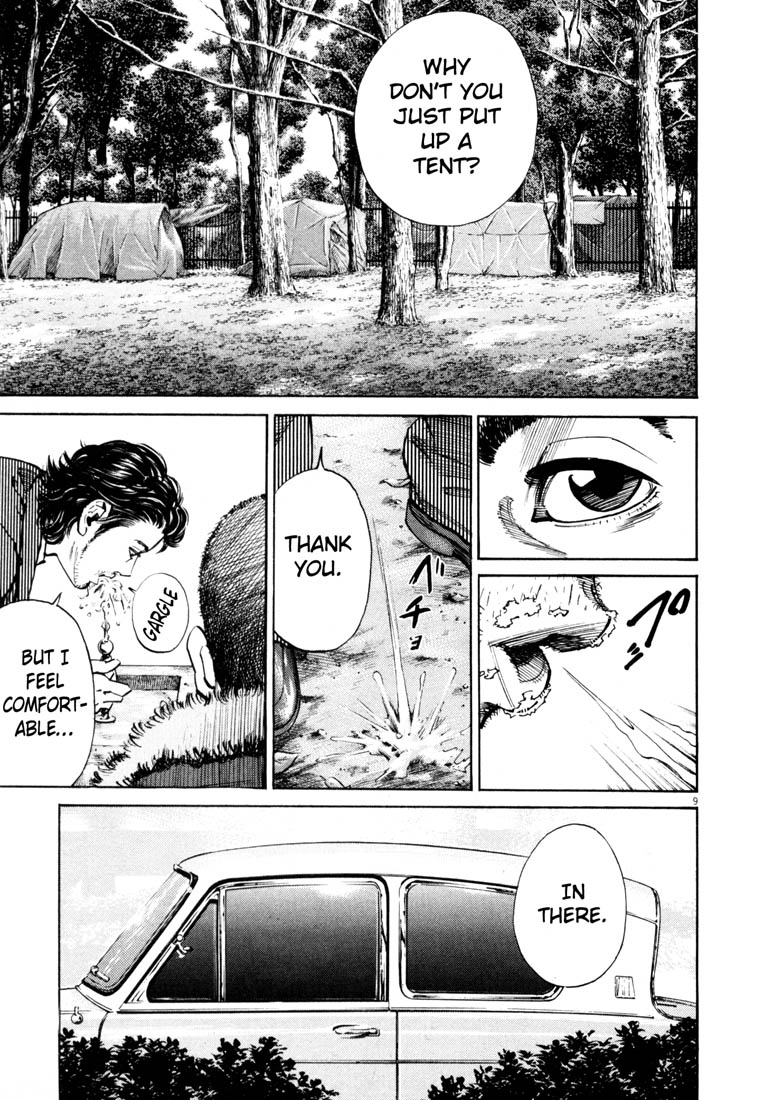 WHY
DON'T YOU
JUST PUT
UP A
TENT?
プッ
THANK
YOU.
ベチョ
GARGLE
BUT I
FEEL
COMFORT-
ABLE...
9
IN
THERE.